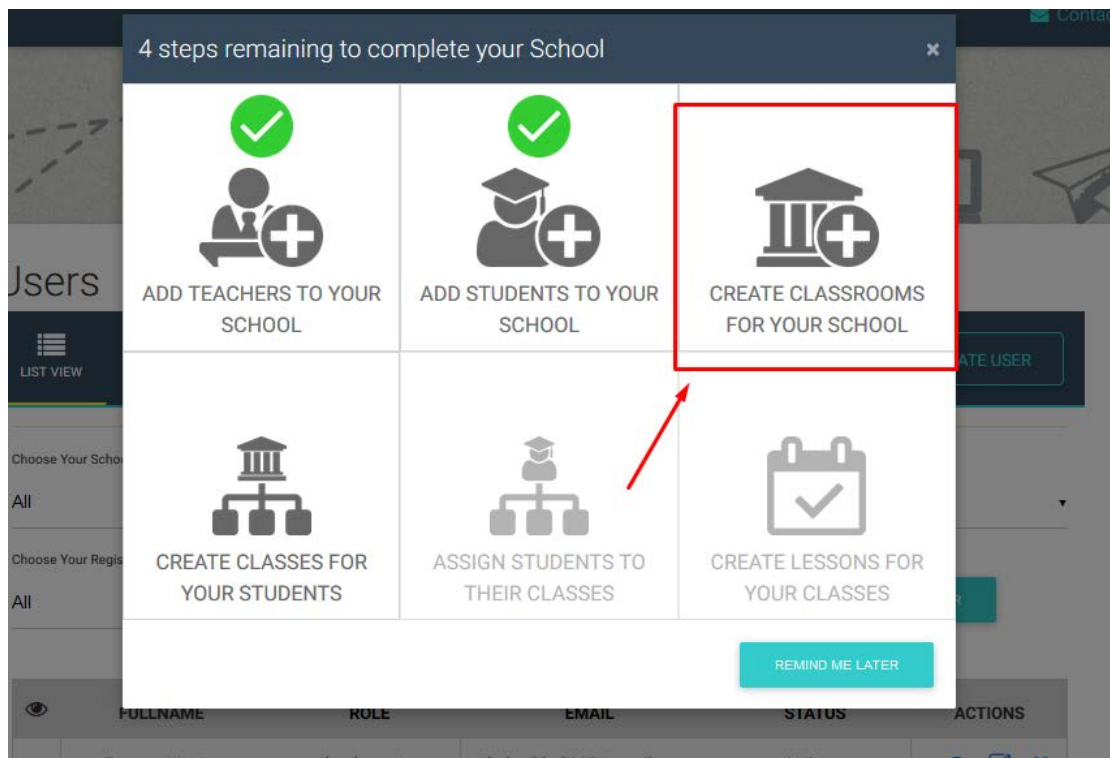 Contac
4 steps remaining to complete your School ×
ADD TEACHERS TO YOUR
SCHOOL
ADD STUDENTS TO YOUR
SCHOOL
CREATE CLASSROOMS
FOR YOUR SCHOOL
Users
LIST VIEW
ATE USER
Choose Your Schoo
All
Choose Your Regis
All
CREATE CLASSES FOR
YOUR STUDENTS
ASSIGN STUDENTS TO
THEIR CLASSES
CREATE LESSONS FOR
YOUR CLASSES
R
REMIND ME LATER
FULLNAME ROLE EMAIL STATUS ACTIONS